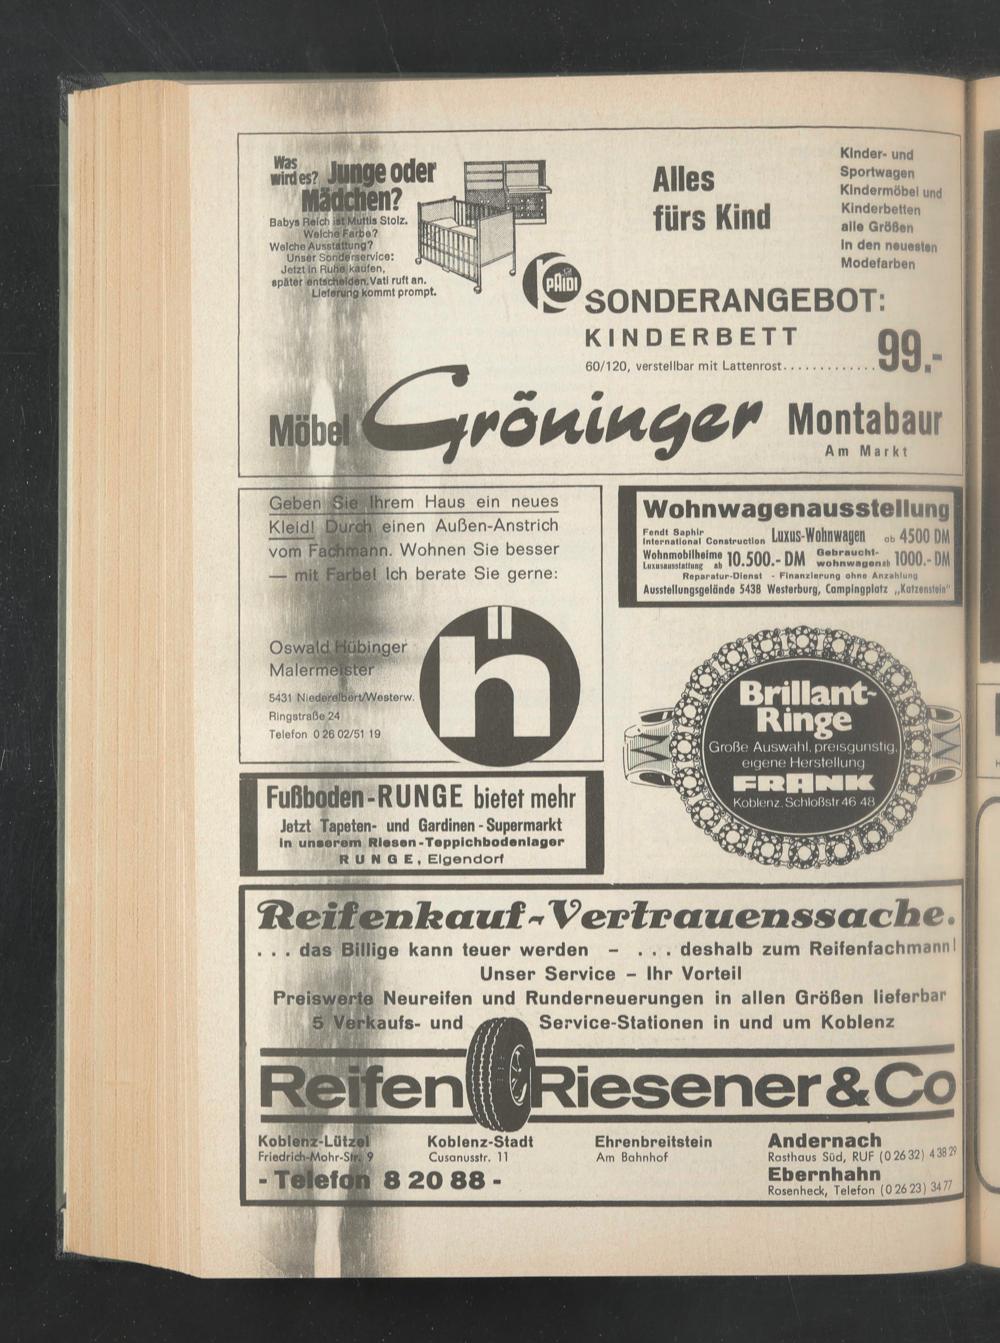 Was
wird es? Junge oder
Mädchen?
Babys Reich ist Muttis Stolz.
Welche Farbe?
Welche Ausstattung?
Unser Sonderservice:
Jetzt in Ruhe kaufen,
später entscheiden. Vati ruft an.
Lieferung kommt prompt.
PAIDI
Alles
fürs Kind
Kinder- und
Sportwagen
Kindermöbel und
Kinderbetten
alle Größen
In den neuesten
Modefarben
SONDERANGEBOT:
KINDERBETT
60/120, verstellbar mit Lattenrost............. 99.-
Möbel Gröninger Montabaur
Am Markt
Geben Sie Ihrem Haus ein neues
Kleid! Durch einen Außen-Anstrich
vom Fachmann. Wohnen Sie besser
— mit Farbe! Ich berate Sie gerne:
Oswald Hübinger
Malermeister
5431 Niederelbert/Westerw.
Ringstraße 24
Telefon 0 26 02/51 19
h
Wohnwagenausstellung
Fendt Saphir
International Construction Luxus-Wohnwagen ab 4500 DM
Wohnmobilheime
Luxusausstattung ab 10.500.- DM Gebraucht-
wohnwagen ab 1000.- DM
Reparatur-Dienst - Finanzierung ohne Anzahlung
Ausstellungsgelände 5438 Westerburg, Campingplatz „Katzenstein"
Brillant-
Ringe
Große Auswahl, preisgünstig,
eigene Herstellung
FRANK
Koblenz, Schloßstr 46 48
Fußboden-RUNGE bietet mehr
Jetzt Tapeten- und Gardinen-Supermarkt
in unserem Riesen-Teppichbodenlager
RUNGE, Elgendorf
Reifenkauf-Vertrauenssache.
. . . das Billige kann teuer werden – . . . deshalb zum Reifenfachmann!
Unser Service – Ihr Vorteil
Preiswerte Neureifen und Runderneuerungen in allen Größen lieferbar
5 Verkaufs- und Service-Stationen in und um Koblenz
Reifen Riesener & Co
Koblenz-Lützel
Friedrich-Mohr-Str. 9
Koblenz-Stadt
Cusanusstr. 11
Ehrenbreitstein
Am Bahnhof
- Telefon 8 20 88 -
Andernach
Rasthaus Süd, RUF (0 26 32) 4 38 29
Ebernhahn
Rosenheck, Telefon (0 26 23) 34 77